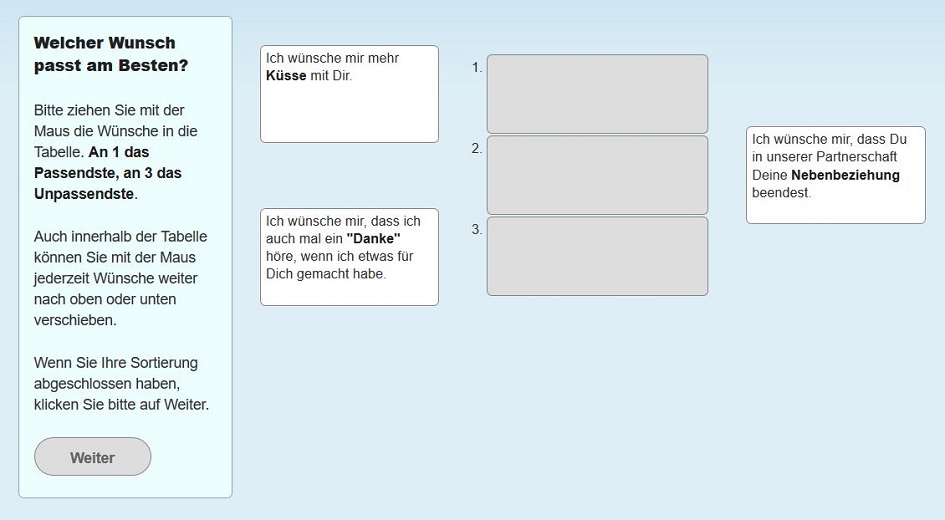 Welcher Wunsch
passt am Besten?
Bitte ziehen Sie mit der
Maus die Wünsche in die
Tabelle. An 1 das
Passendste, an 3 das
Unpassendste.
Auch innerhalb der Tabelle
können Sie mit der Maus
jederzeit Wünsche weiter
nach oben oder unten
verschieben.
Wenn Sie Ihre Sortierung
abgeschlossen haben,
klicken Sie bitte auf Weiter.
Weiter
Ich wünsche mir mehr
Küsse mit Dir.
Ich wünsche mir, dass ich
auch mal ein "Danke"
höre, wenn ich etwas für
Dich gemacht habe.
1.
2.
3.
Ich wünsche mir, dass Du
in unserer Partnerschaft
Deine Nebenbeziehung
beendest.